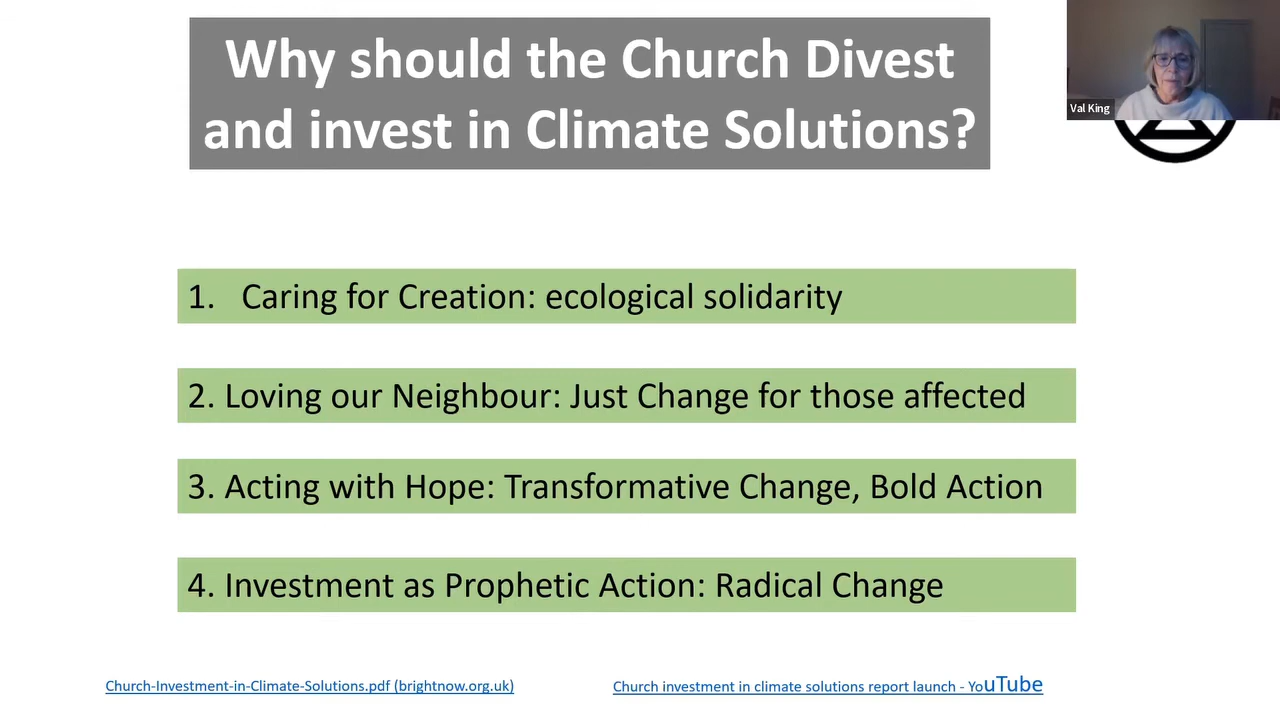 Why should the Church Divest
and invest in Climate Solutions?
Val King
1. Caring for Creation: ecological solidarity
2. Loving our Neighbour: Just Change for those affected
3. Acting with Hope: Transformative Change, Bold Action
4. Investment as Prophetic Action: Radical Change
Church-Investment-in-Climate-Solutions.pdf (brightnow.org.uk)
Church investment in climate solutions report launch - YouTube